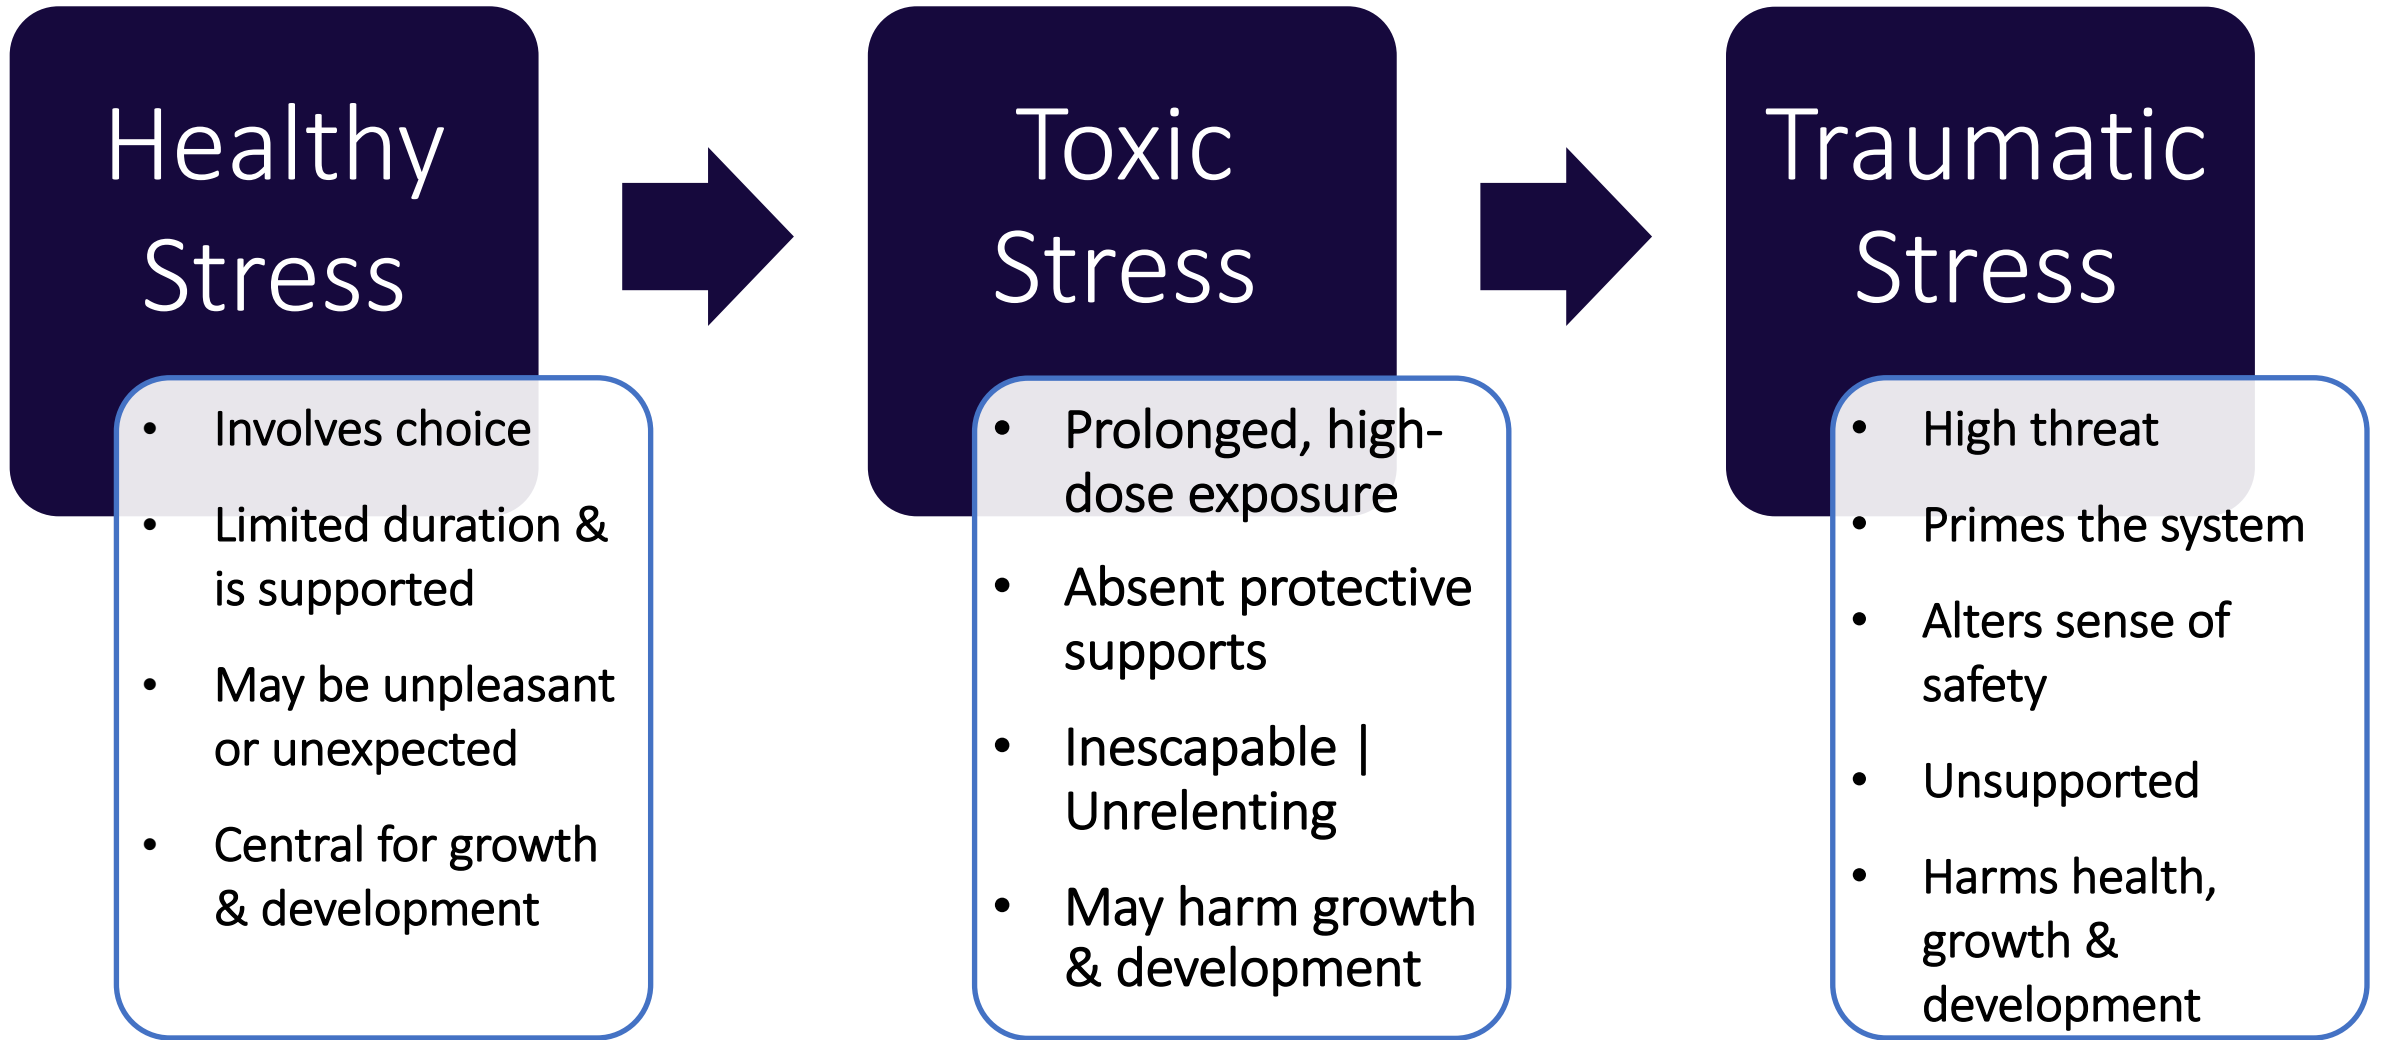 Healthy
Stress
• Involves choice
• Limited duration &
is supported
• May be unpleasant
or unexpected
• Central for growth
& development
Toxic
Stress
• Prolonged, high-
dose exposure
• Absent protective
supports
• Inescapable |
Unrelenting
• May harm growth
& development
Traumatic
Stress
• High threat
• Primes the system
• Alters sense of
safety
• Unsupported
• Harms health,
growth &
development